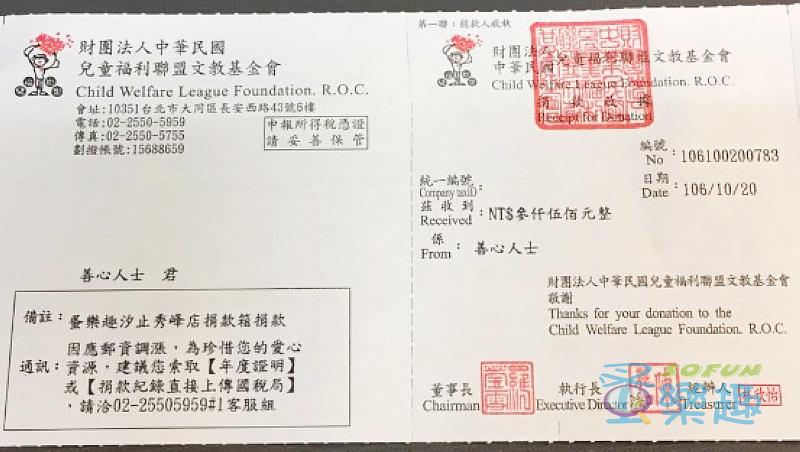 財團法人中華民國
兒童福利聯盟文教基金會
Child Welfare League Foundation. R.O.C.
會址:10351台北市大同區長安西路43號6樓
電話:02-2550-5959
傳真:02-2550-5755
劃撥帳號:15688659
申報所得稅憑證
請妥善保管
善心人士 君
備註: 蛋樂趣汐止秀峰店捐款箱捐款
因應郵資調漲,為珍惜您的愛心
通訊: 資源,建議您索取【年度證明】
或【捐款紀錄直接上傳國稅局】
,請洽02-25505959#1客服組
第一聯:捐款人收執
財團法人
中華民國 兒童福利聯盟文教基金會
Child Welfare League Foundation. R.O.C.
捐款收據
Receipt for Donation
編號
No : 106100200783
日期
Date : 106/10/20
統一編號
Company taxID :
茲收到
Received :NT$參仟伍佰元整
係
From : 善心人士
財團法人中華民國兒童福利聯盟文教基金會
敬謝
Thanks for your donation to the
Child Welfare League Foundation. R.O.C.
董事長
Chairman
執行長
Executive Director
經辦人
Treasurer
SOFUN
蛋樂趣